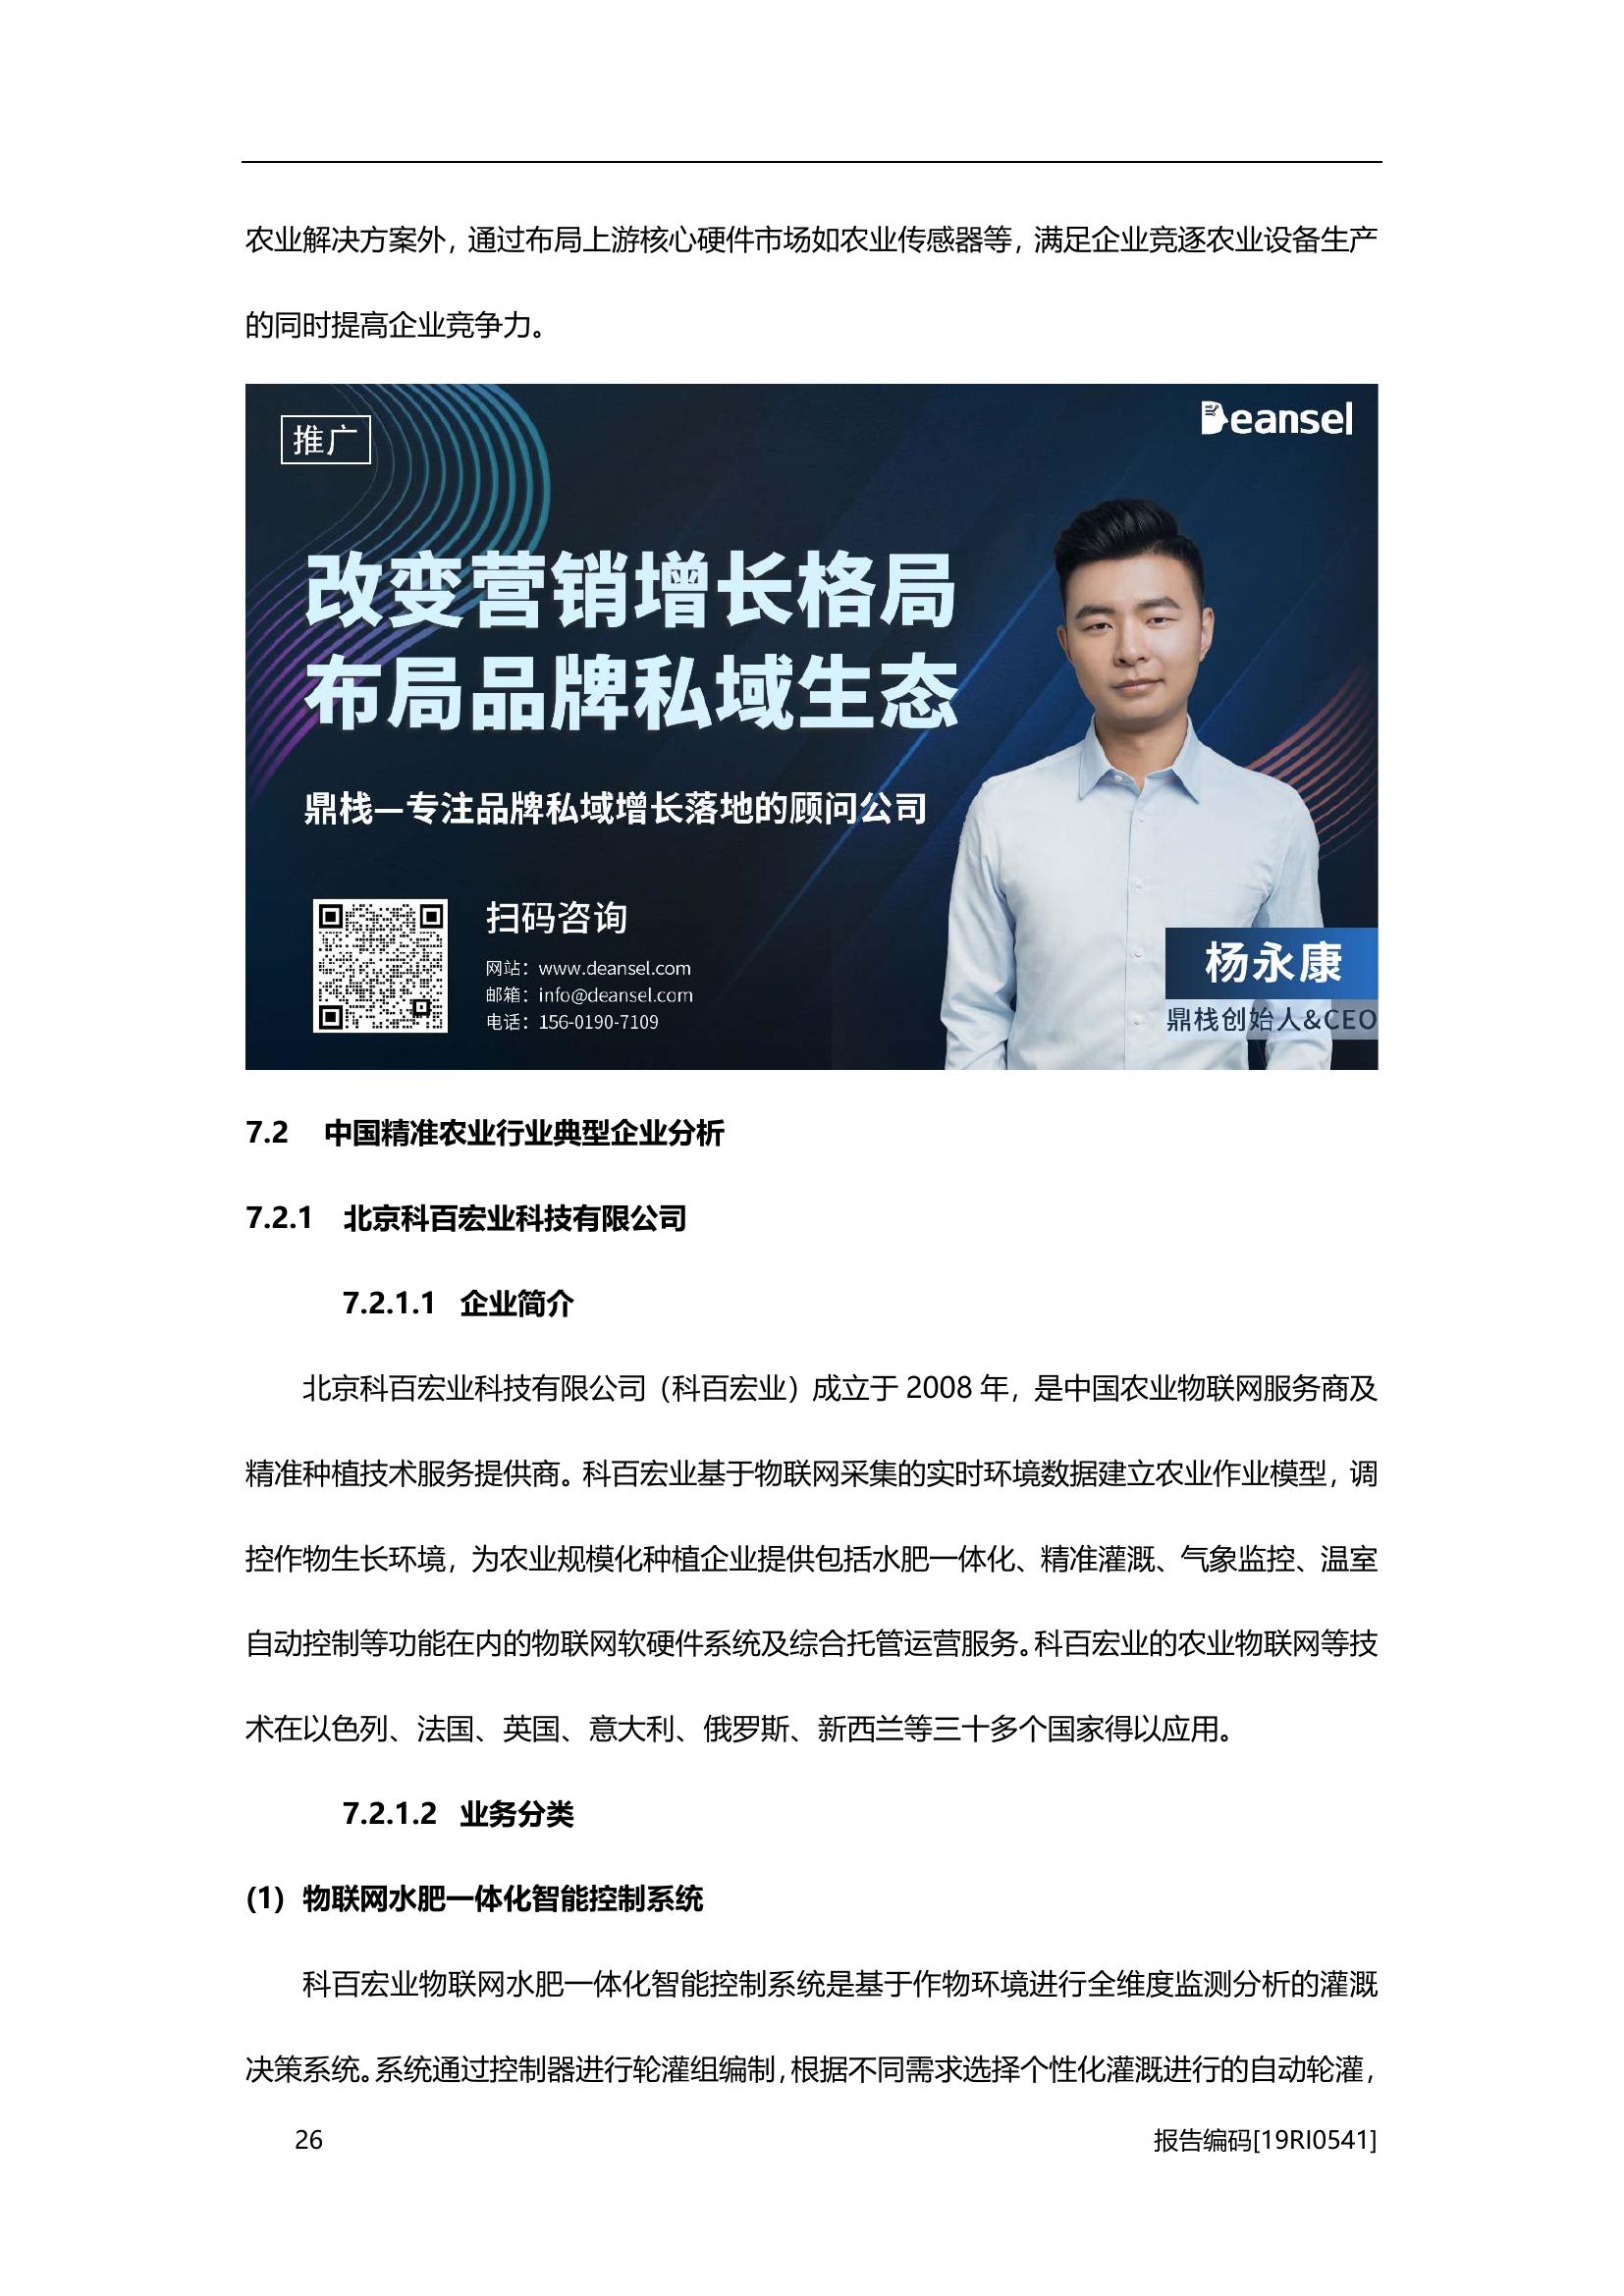 农业解决方案外，通过布局上游核心硬件市场如农业传感器等，满足企业竞逐农业设备生产
的同时提高企业竞争力。
推广
Deansel
改变营销增长格局
布局品牌私域生态
鼎栈—专注品牌私域增长落地的顾问公司
扫码咨询
网站：www.deansel.com
邮箱：info@deansel.com
电话：156-0190-7109
杨永康
鼎栈创始人&CEO
7.2 中国精准农业行业典型企业分析
7.2.1 北京科百宏业科技有限公司
7.2.1.1 企业简介
北京科百宏业科技有限公司（科百宏业）成立于 2008 年，是中国农业物联网服务商及
精准种植技术服务提供商。科百宏业基于物联网采集的实时环境数据建立农业作业模型，调
控作物生长环境，为农业规模化种植企业提供包括水肥一体化、精准灌溉、气象监控、温室
自动控制等功能在内的物联网软硬件系统及综合托管运营服务。科百宏业的农业物联网等技
术在以色列、法国、英国、意大利、俄罗斯、新西兰等三十多个国家得以应用。
7.2.1.2 业务分类
(1) 物联网水肥一体化智能控制系统
科百宏业物联网水肥一体化智能控制系统是基于作物环境进行全维度监测分析的灌溉
决策系统。系统通过控制器进行轮灌组编制，根据不同需求选择个性化灌溉进行的自动轮灌，
26
报告编码[19RI0541]